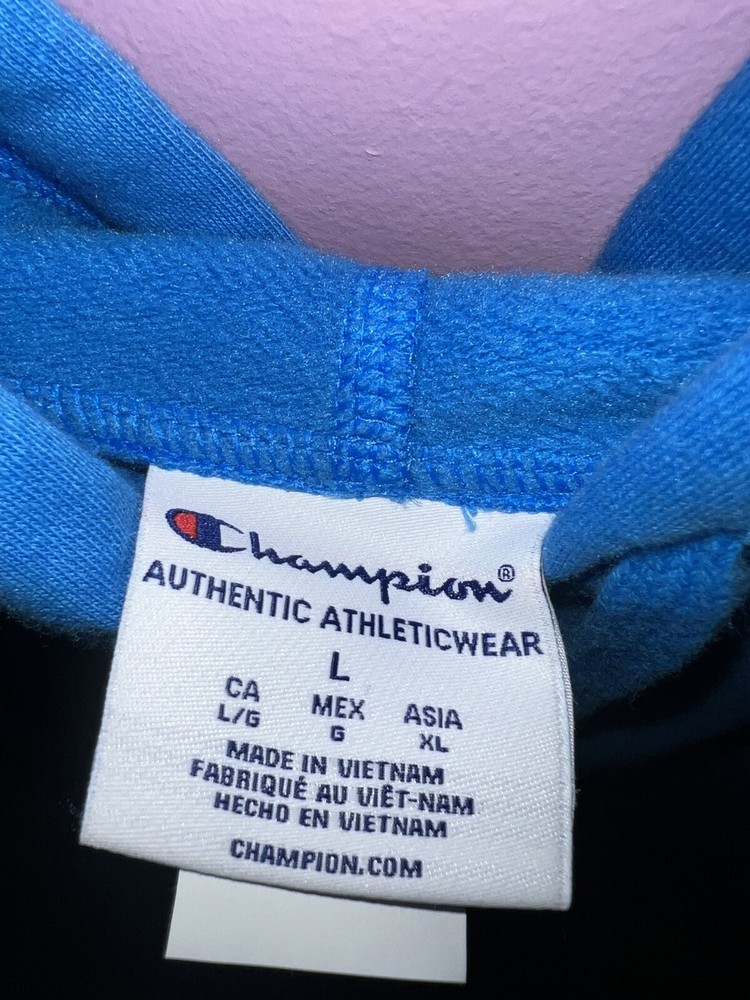 Champion®
AUTHENTIC ATHLETICWEAR
L
CA MEX ASIA
L/G G XL
MADE IN VIETNAM
FABRIQUÉ AU VIÊT-NAM
HECHO EN VIETNAM
CHAMPION.COM